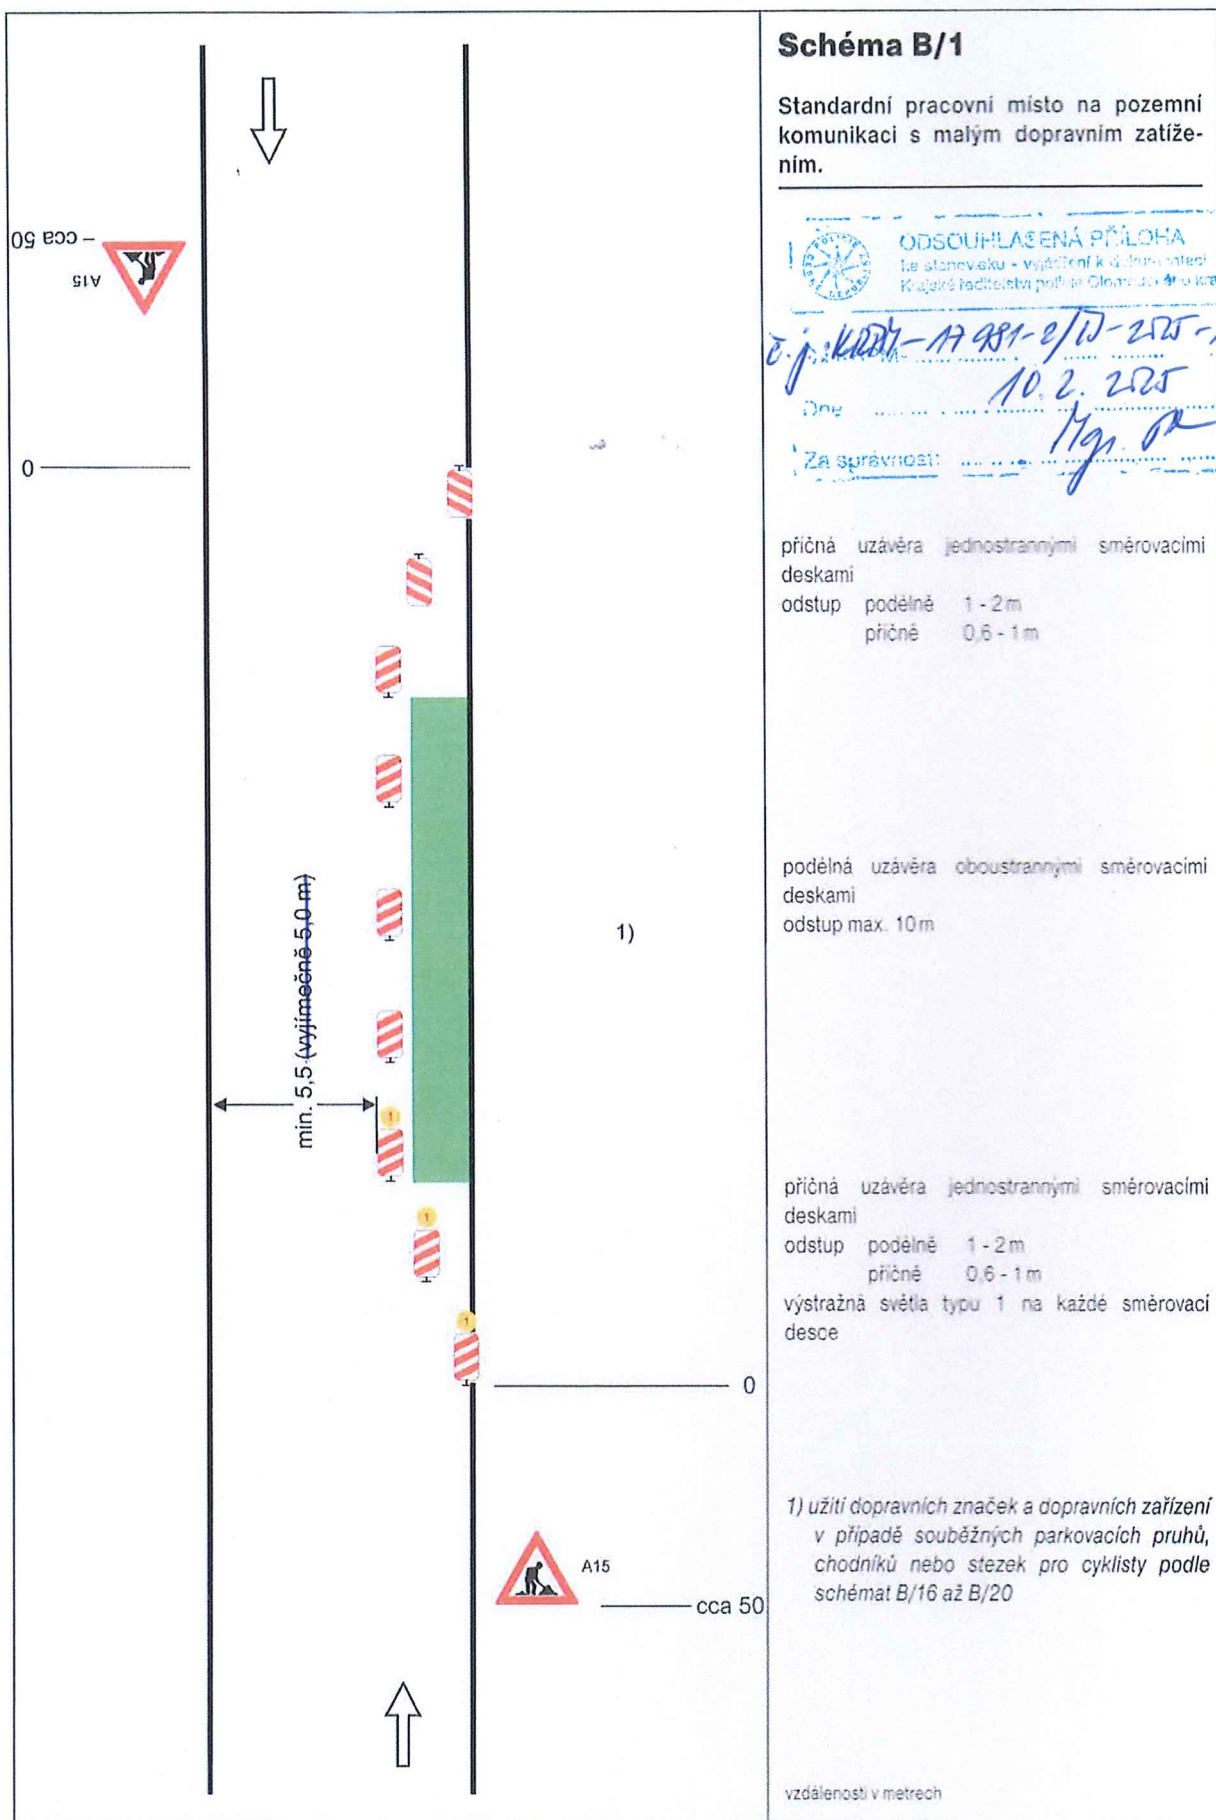 Schéma B/1
Standardní pracovní místo na pozemní
komunikaci s malým dopravním zatíže-
ním.
ODSOUHLASENÁ PŘÍLOHA
ke stanovisku - vyjádření k dokumentaci
Krajské ředitelství policie Olomouckého kra
č.j. KRPM-17981-2/
10. 2. 2025
Dne
Mgr.
Za správnost:
cca 50
A15
0
příčná uzávěra jednostrannými směrovacími
deskami
odstup podélně 1 - 2 m
příčně 0,6 - 1 m
podélná uzávěra oboustrannými směrovacími
deskami
odstup max. 10 m
1)
min. 5,5 (vyjímečně 5,0 m)
1
1
1
příčná uzávěra jednostrannými směrovacími
deskami
odstup podélně 1 - 2 m
příčně 0,6 - 1 m
výstražná světla typu 1 na každé směrovací
desce
0
A15
cca 50
1) užití dopravních značek a dopravních zařízení
v případě souběžných parkovacích pruhů,
chodníků nebo stezek pro cyklisty podle
schémat B/16 až B/20
vzdálenosti v metrech